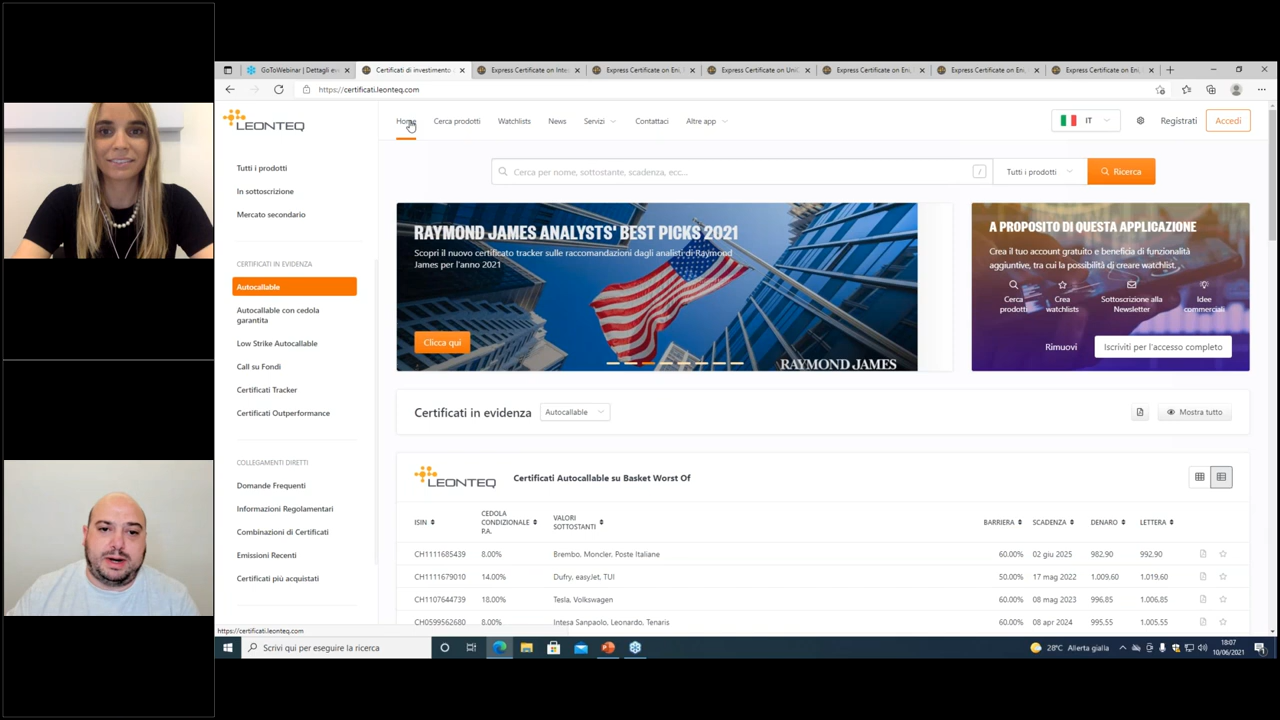 GoToWebinar | Dettagli ev
Certificati di investimento
Express Certificate on Inte
Express Certificate on Eni,
Express Certificate on Uni
Express Certificate on Eni,
Express Certificate on Eni,
Express Certificate on Eni,
https://certificati.leonteq.com
LEONTEQ
Home
Cerca prodotti
Watchlists
News
Servizi
Contattaci
Altre app
IT
Registrati
Accedi
Tutti i prodotti
In sottoscrizione
Mercato secondario
CERTIFICATI IN EVIDENZA
Autocallable
Autocallable con cedola
garantita
Low Strike Autocallable
Call su Fondi
Certificati Tracker
Certificati Outperformance
COLLEGAMENTI DIRETTI
Domande Frequenti
Informazioni Regolamentari
Combinazioni di Certificati
Emissioni Recenti
Certificati più acquistati
https://certificati.leonteq.com
Cerca per nome, sottostante, scadenza, ecc...
/
Tutti i prodotti
Ricerca
RAYMOND JAMES ANALYSTS' BEST PICKS 2021
Scopri il nuovo certificato tracker sulle raccomandazioni dagli analisti di Raymond
James per l'anno 2021
Clicca qui
RAYMOND JAMES
A PROPOSITO DI QUESTA APPLICAZIONE
Crea il tuo account gratuito e beneficia di funzionalità
aggiuntive, tra cui la possibilità di creare watchlist.
Cerca
prodotti
Crea
watchlists
Sottoscrizione alla
Newsletter
Idee
commerciali
Rimuovi
Iscriviti per l'accesso completo
Certificati in evidenza
Autocallable
Mostra tutto
LEONTEQ
Certificati Autocallable su Basket Worst Of
ISIN
CEDOLA
CONDIZIONALE
P.A.
VALORI
SOTTOSTANTI
BARRIERA
SCADENZA
DENARO
LETTERA
CH1111685439 8.00% Brembo, Moncler, Poste Italiane 60.00% 02 giu 2025 982,90 992,90
CH1111679010 14.00% Dufry, easyJet, TUI 50.00% 17 mag 2022 1.009,60 1.019,60
CH1107644739 18.00% Tesla, Volkswagen 60.00% 08 mag 2023 996,85 1.006,85
CH0599562680 8.00% Intesa Sanpaolo, Leonardo, Tenaris 60.00% 08 apr 2024 995,55 1.005,55
Scrivi qui per eseguire la ricerca
28°C Allerta gialla
18:07
10/06/2021